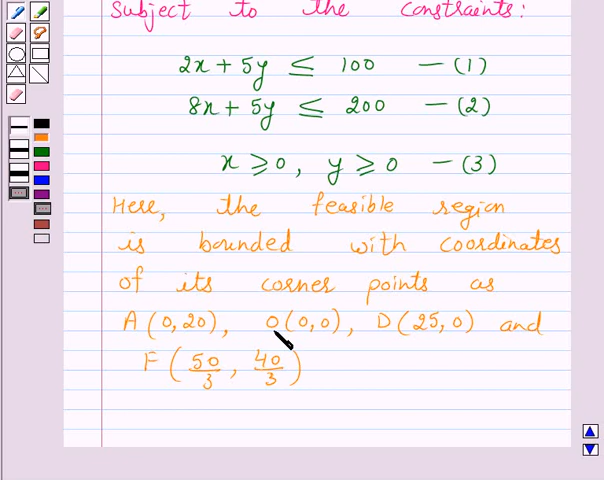 Subject to the constraints:
2x + 5y ≤ 100 — (1)
8x + 5y ≤ 200 — (2)
x ≥ 0, y ≥ 0 — (3)
Here, the feasible region
is bounded with coordinates
of its corner points as
A (0, 20), O (0, 0), D (25, 0) and
F (50/3, 40/3)